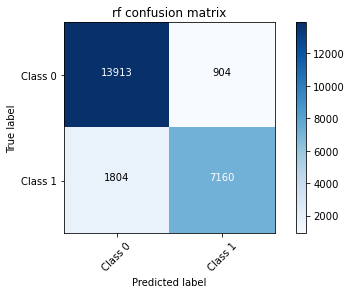 rf confusion matrix
Class 0
13913
904
Class 1
1804
7160
Class 0
Class 1
True label
Predicted label
12000
10000
8000
6000
4000
2000